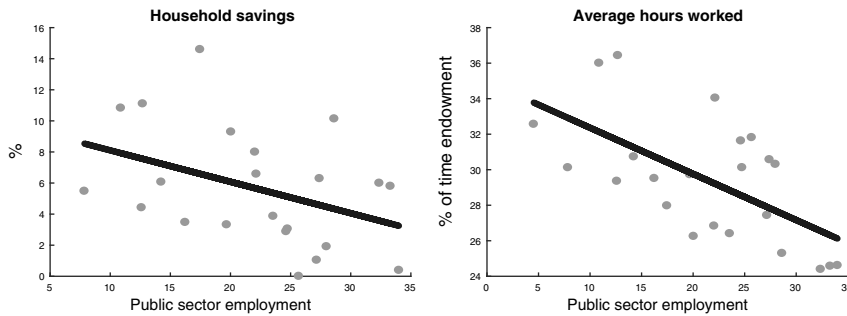 Household savings
16
14
12
10
8
6
4
2
0
%
5 10 15 20 25 30 35
Public sector employment
Average hours worked
38
36
34
32
30
28
26
24
% of time endowment
0 5 10 15 20 25 30 35
Public sector employment